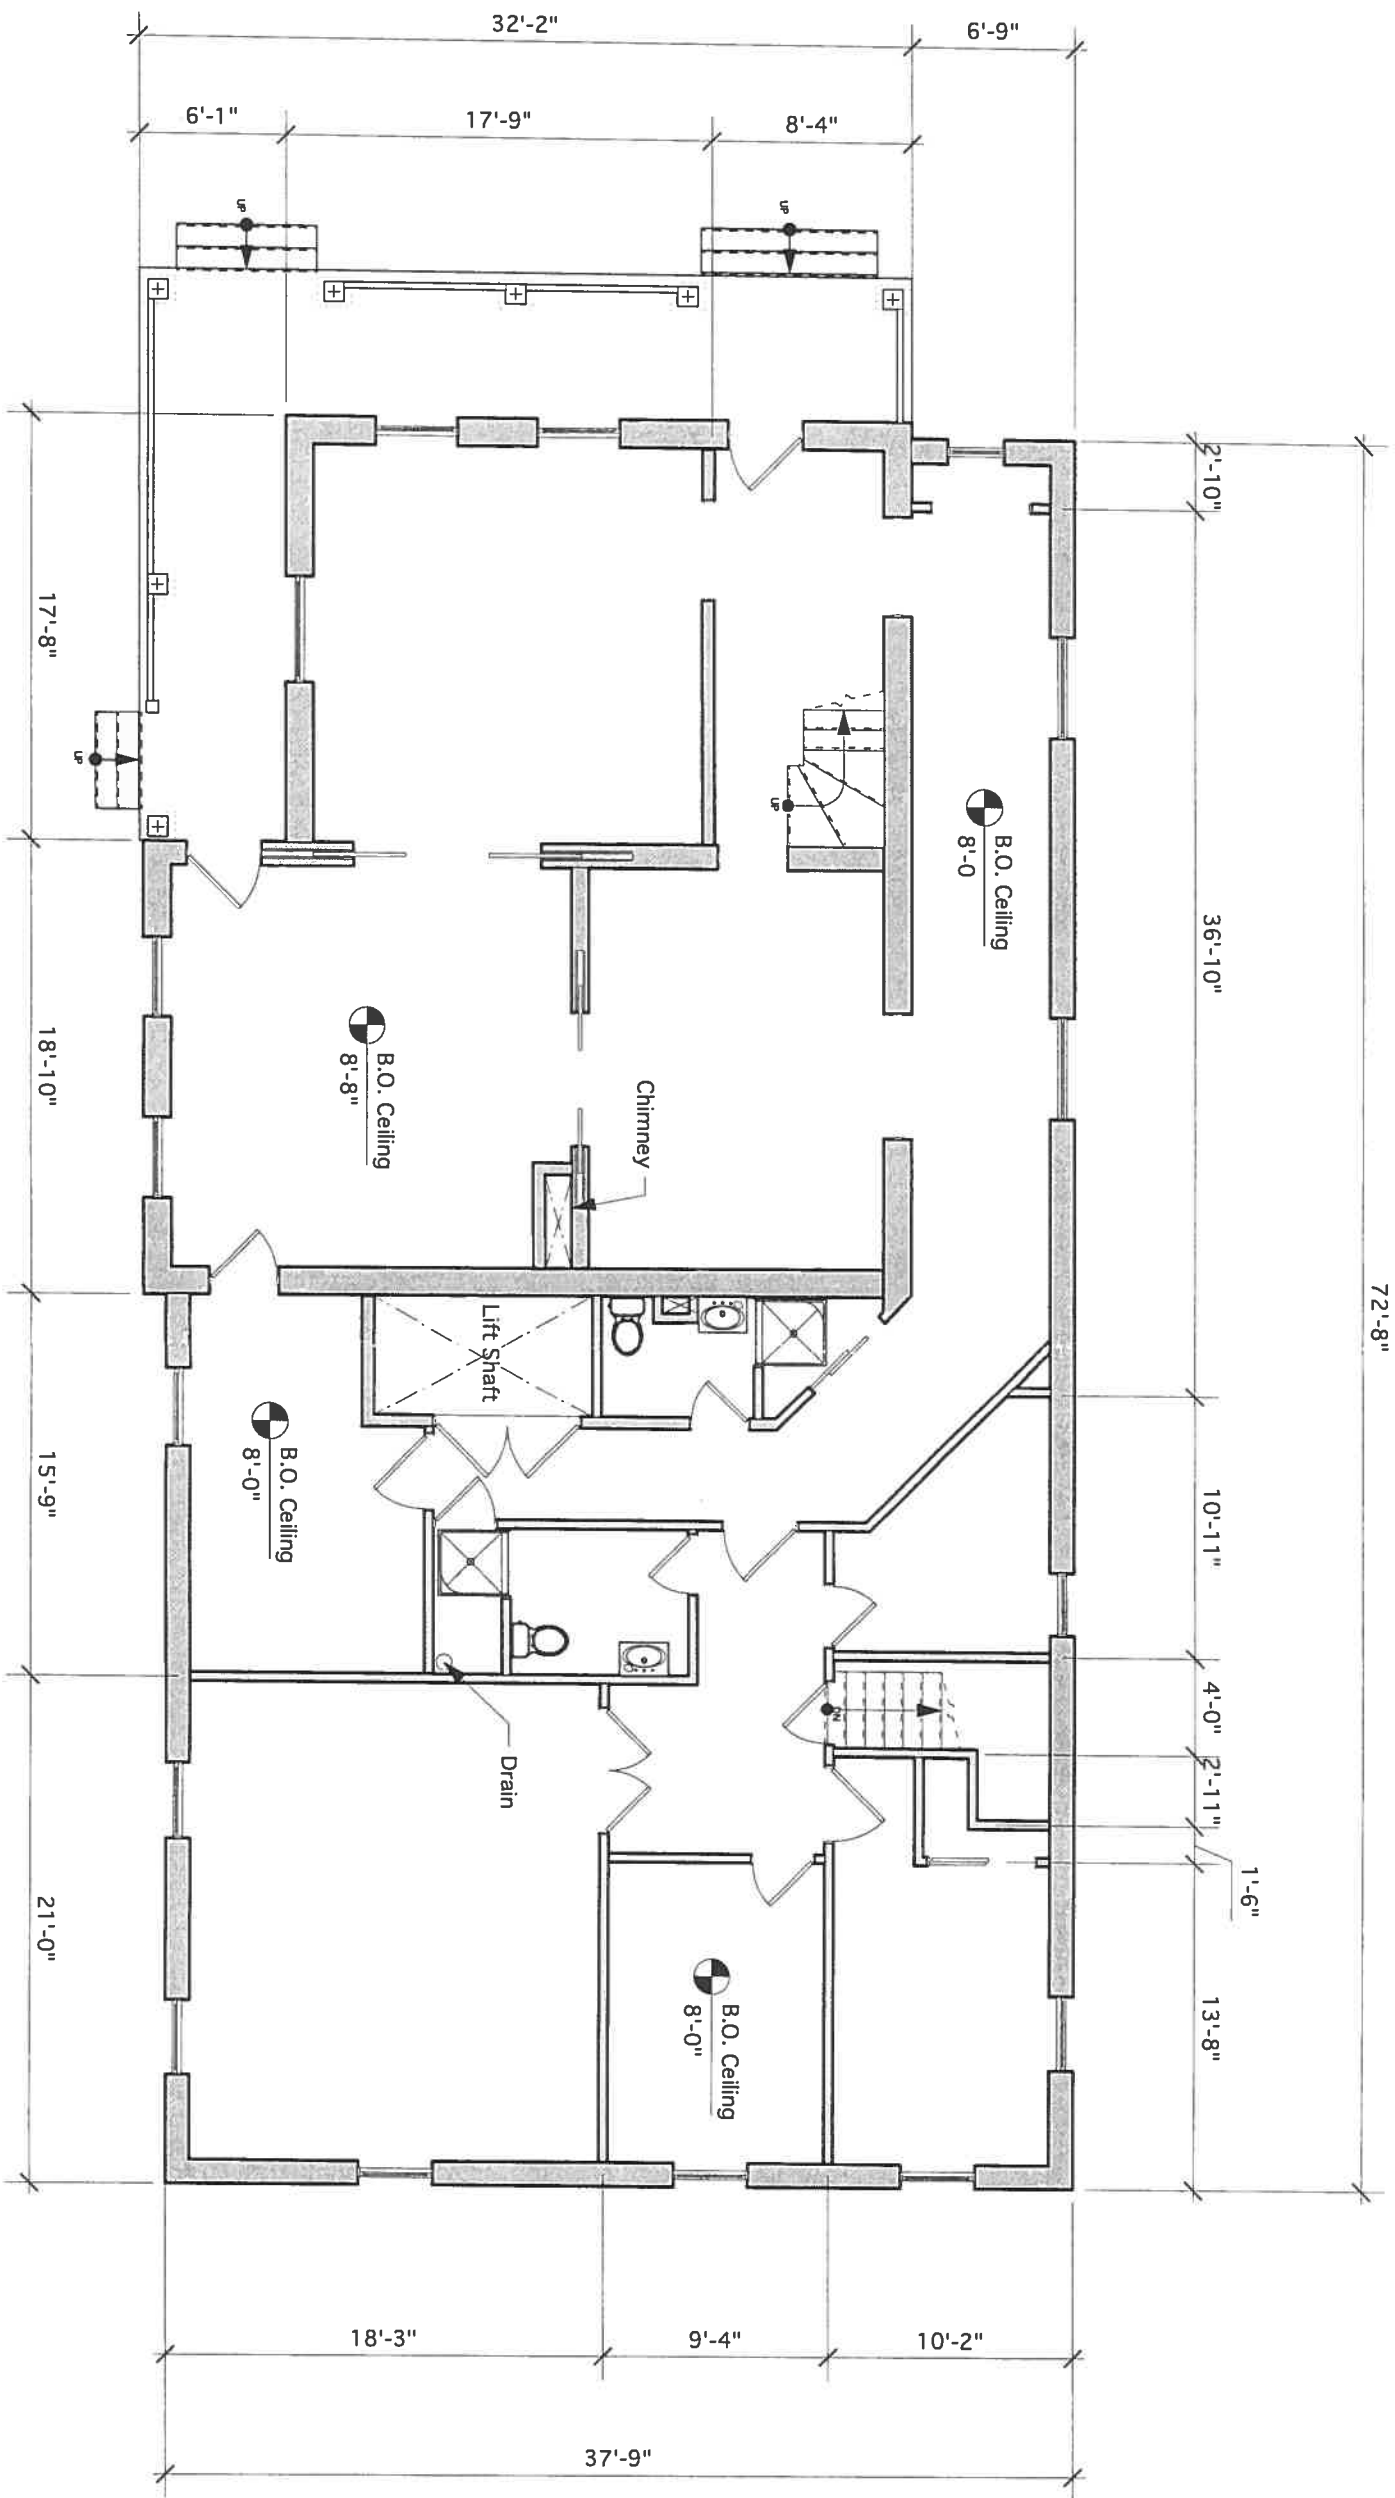 32'-2"
6'-9"
6'-1"
17'-9"
8'-4"
UP
UP
2'-10"
17'-8"
UP
UP
B.O. Ceiling
8'-0
36'-10"
18'-10"
B.O. Ceiling
8'-8"
Chimney
72'-8"
Lift Shaft
15'-9"
B.O. Ceiling
8'-0"
10'-11"
4'-0"
DN
Drain
2'-11"
1'-6"
21'-0"
B.O. Ceiling
8'-0"
13'-8"
18'-3"
9'-4"
10'-2"
37'-9"